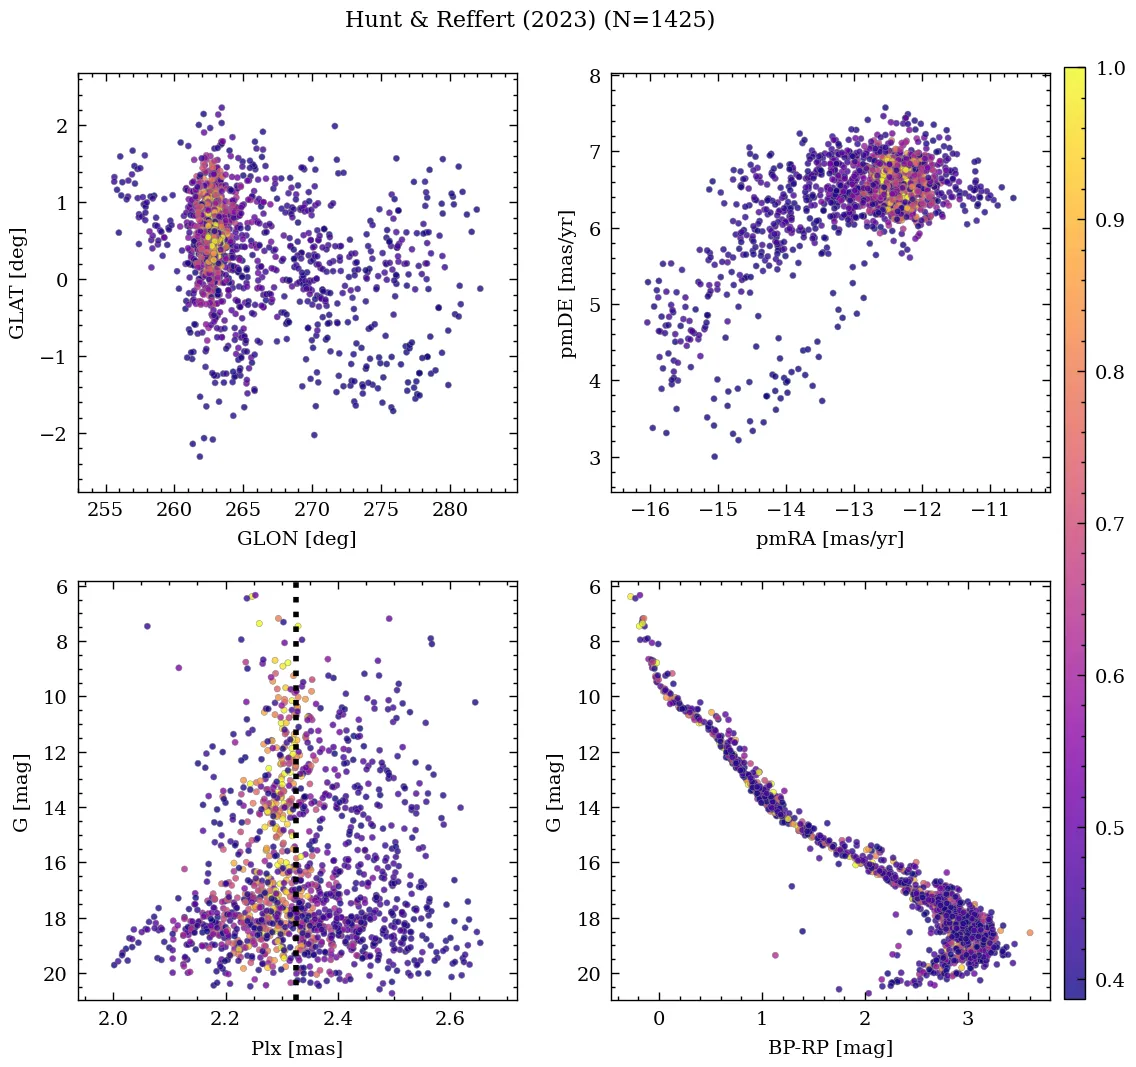 Hunt & Reffert (2023) (N=1425)
2
1
0
−1
−2
GLAT [deg]
255 260 265 270 275 280
GLON [deg]
8
7
6
5
4
3
pmDE [mas/yr]
−16 −15 −14 −13 −12 −11
pmRA [mas/yr]
1.0
0.9
0.8
0.7
0.6
0.5
0.4
6
8
10
12
14
16
18
20
G [mag]
2.0 2.2 2.4 2.6
Plx [mas]
6
8
10
12
14
16
18
20
G [mag]
0 1 2 3
BP-RP [mag]